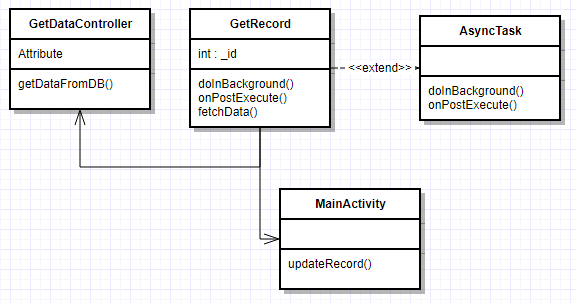 GetDataController
Attribute
getDataFromDB()
GetRecord
int : _id
doInBackground()
onPostExecute()
fetchData()
<<extend>>
AsyncTask
doInBackground()
onPostExecute()
MainActivity
updateRecord()